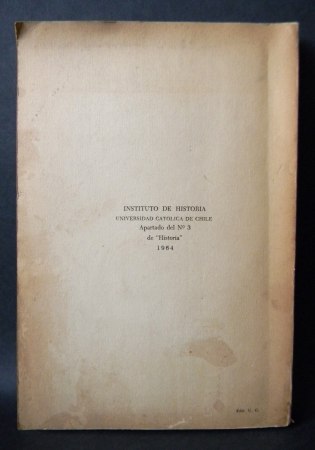 INSTITUTO DE HISTORIA
UNIVERSIDAD CATOLICA DE CHILE
Apartado del Nº 3
de "Historia"
1964
U. C.